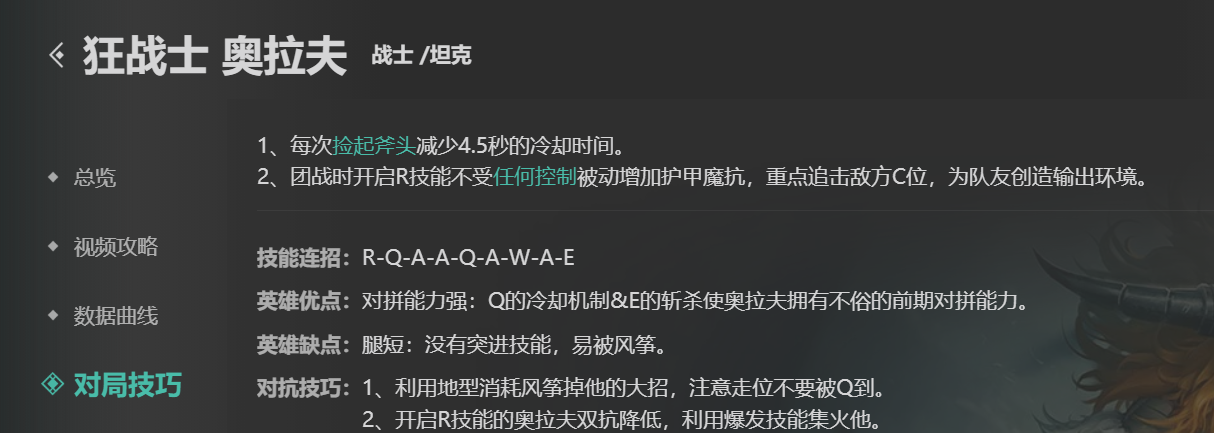 狂战士 奥拉夫 战士 /坦克
1、每次捡起斧头减少4.5秒的冷却时间。
2、团战时开启R技能不受任何控制被动增加护甲魔抗，重点追击敌方C位，为队友创造输出环境。
总览
视频攻略
数据曲线
对局技巧
技能连招：R-Q-A-A-Q-A-W-A-E
英雄优点：对拼能力强：Q的冷却机制&E的斩杀使奥拉夫拥有不俗的前期对拼能力。
英雄缺点：腿短：没有突进技能，易被风筝。
对抗技巧：1、利用地型消耗风筝掉他的大招，注意走位不要被Q到。
2、开启R技能的奥拉夫双抗降低，利用爆发技能集火他。